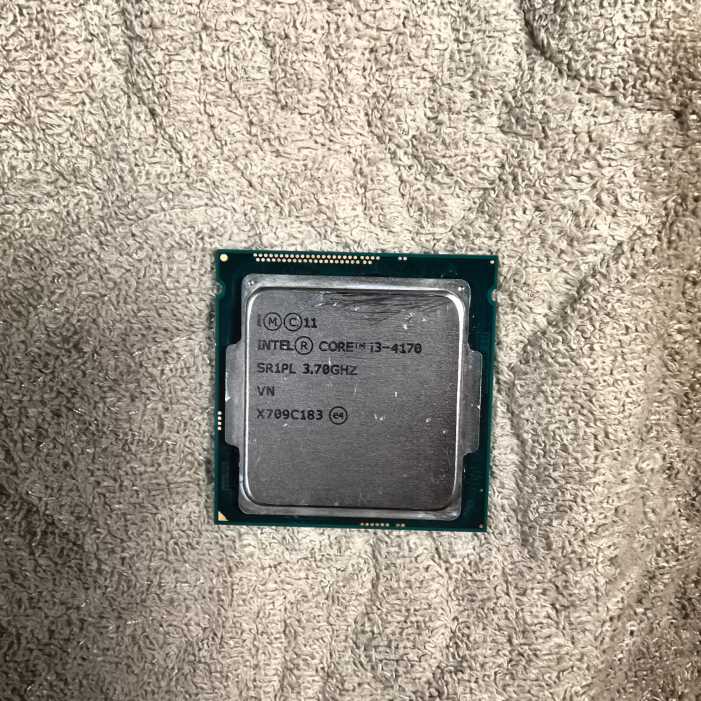 i Ⓜ Ⓒ 11
INTEL® CORE™ i3-4170
SR1PL 3.70GHZ
VN
X709C183 ⓔ4